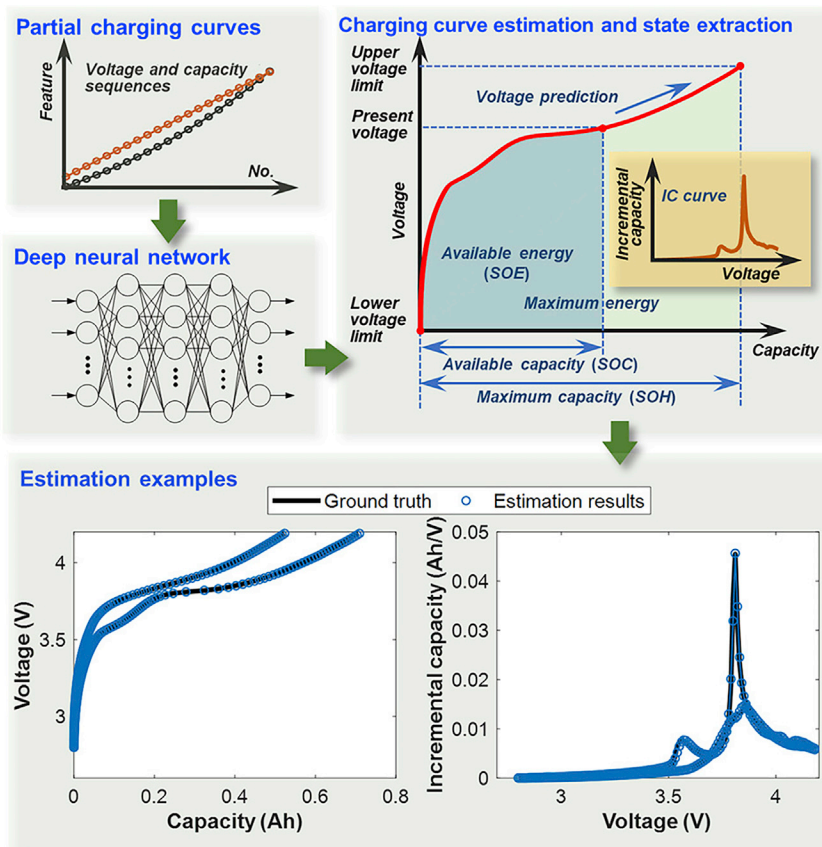 Partial charging curves
Feature
Voltage and capacity
sequences
No.
Deep neural network
Charging curve estimation and state extraction
Upper
voltage
limit
Present
voltage
Voltage
Lower
voltage
limit
Voltage prediction
Available energy
(SOE)
Maximum energy
Incremental
capacity
IC curve
Voltage
Capacity
Available capacity (SOC)
Maximum capacity (SOH)
Estimation examples
Ground truth
Estimation results
Voltage (V)
4
3.5
3
0
0.2
0.4
0.6
0.8
Capacity (Ah)
Incremental capacity (Ah/V)
0.05
0.04
0.03
0.02
0.01
0
3
3.5
4
Voltage (V)